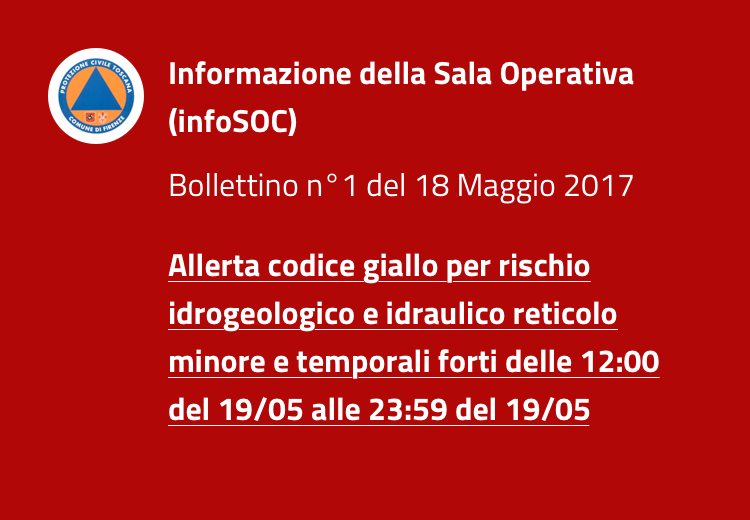 PROTEZIONE CIVILE TOSCANA
COMUNE DI FIRENZE
Informazione della Sala Operativa
(infoSOC)
Bollettino n°1 del 18 Maggio 2017
Allerta codice giallo per rischio
idrogeologico e idraulico reticolo
minore e temporali forti delle 12:00
del 19/05 alle 23:59 del 19/05